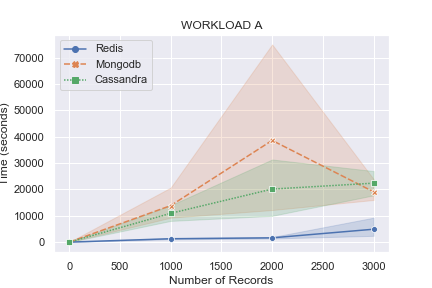 WORKLOAD A
Redis
Mongodb
Cassandra
70000
60000
50000
40000
30000
20000
10000
0
Time (seconds)
0 500 1000 1500 2000 2500 3000
Number of Records